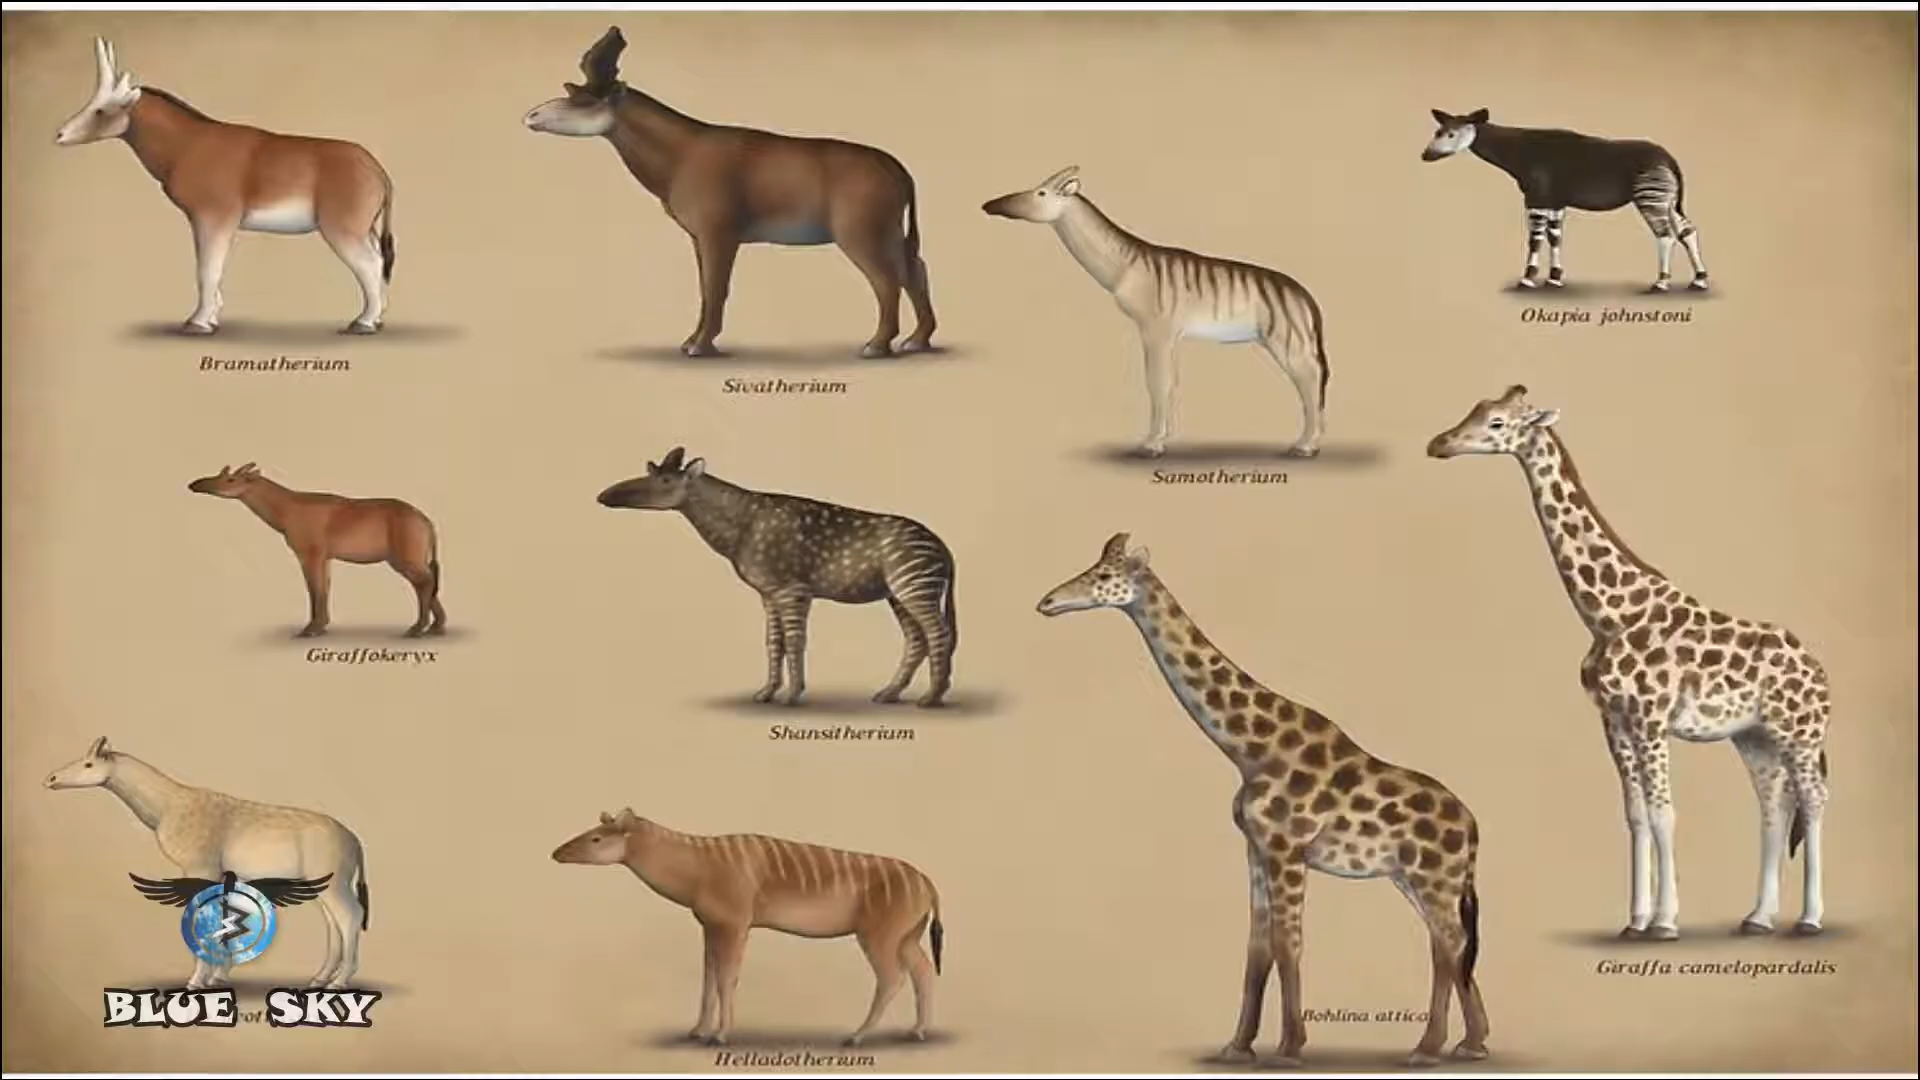 Okapia johnstoni
Bramatherium
Sivatherium
Samotherium
Giraffokeryx
Shansitherium
Giraffa camelopardalis
BLUE SKY
Bohlina attica
Helladotherium